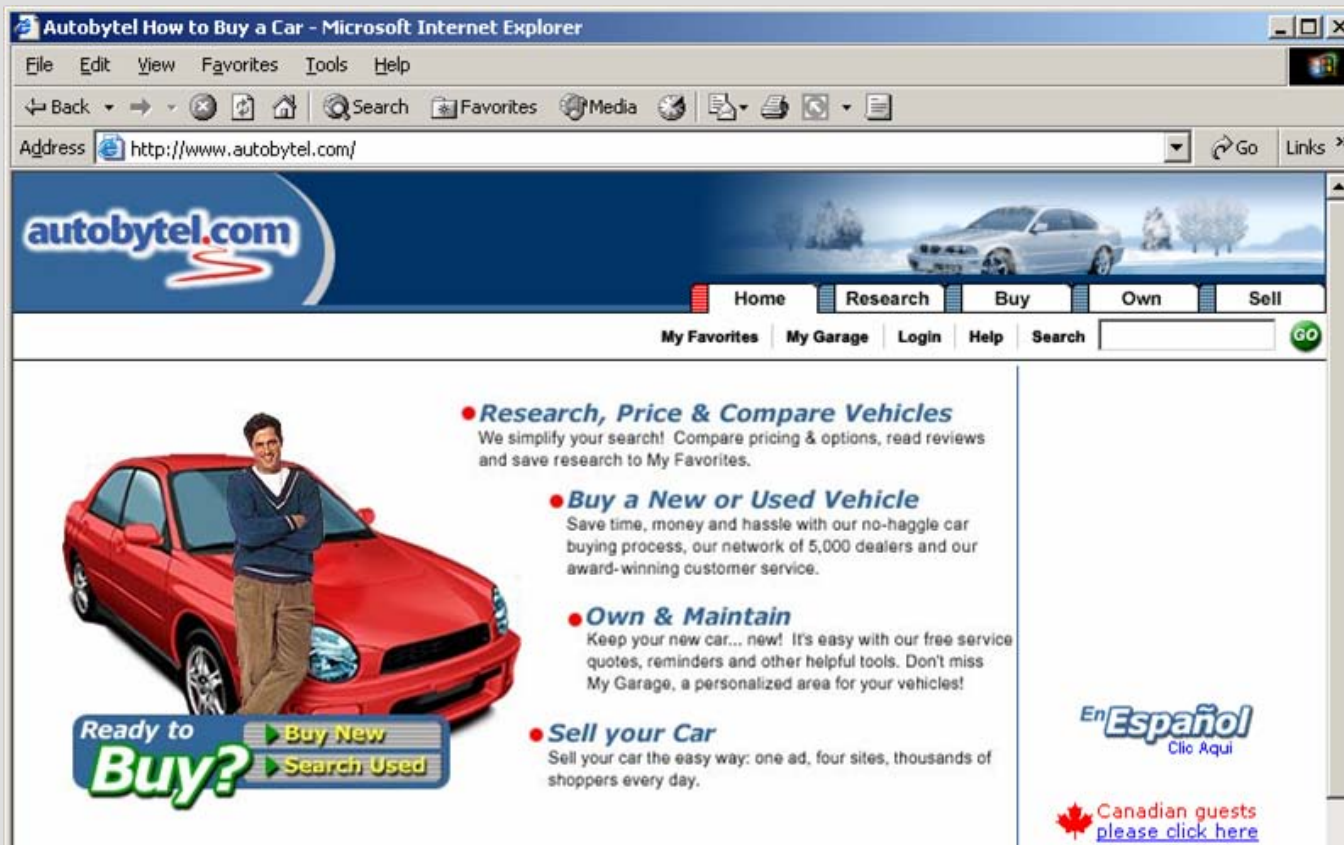 Autobytel How to Buy a Car - Microsoft Internet Explorer
File Edit View Favorites Tools Help
Back Search Favorites Media
Address http://www.autobytel.com/ Go Links »
autobytel.com
Home Research Buy Own Sell
My Favorites My Garage Login Help Search GO
Research, Price & Compare Vehicles
We simplify your search! Compare pricing & options, read reviews
and save research to My Favorites.
Buy a New or Used Vehicle
Save time, money and hassle with our no-haggle car
buying process, our network of 5,000 dealers and our
award-winning customer service.
Own & Maintain
Keep your new car... new! It's easy with our free service
quotes, reminders and other helpful tools. Don't miss
My Garage, a personalized area for your vehicles!
Sell your Car
Sell your car the easy way: one ad, four sites, thousands of
shoppers every day.
Ready to
Buy?
Buy New
Search Used
En Español
Clic Aqui
Canadian guests
please click here